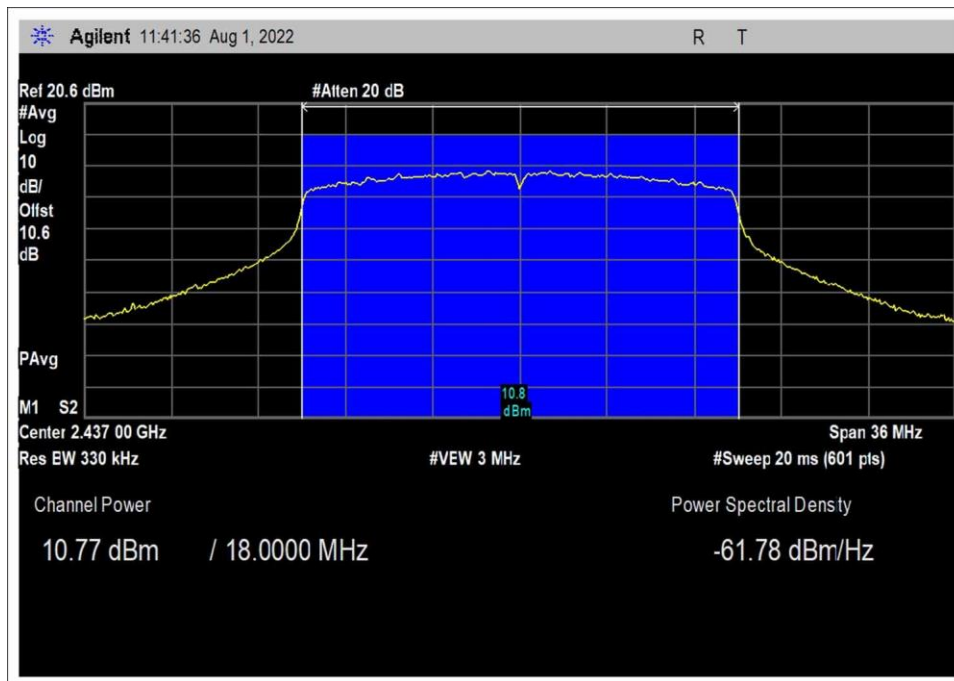 Agilent 11:41:36 Aug 1, 2022 R T
Ref 20.6 dBm #Atten 20 dB
#Avg
Log
10
dB/
Offst
10.6
dB
PAvg
10.8
dBm
M1 S2
Center 2.437 00 GHz Span 36 MHz
Res BW 330 kHz #VBW 3 MHz #Sweep 20 ms (601 pts)
Channel Power Power Spectral Density
10.77 dBm / 18.0000 MHz -61.78 dBm/Hz